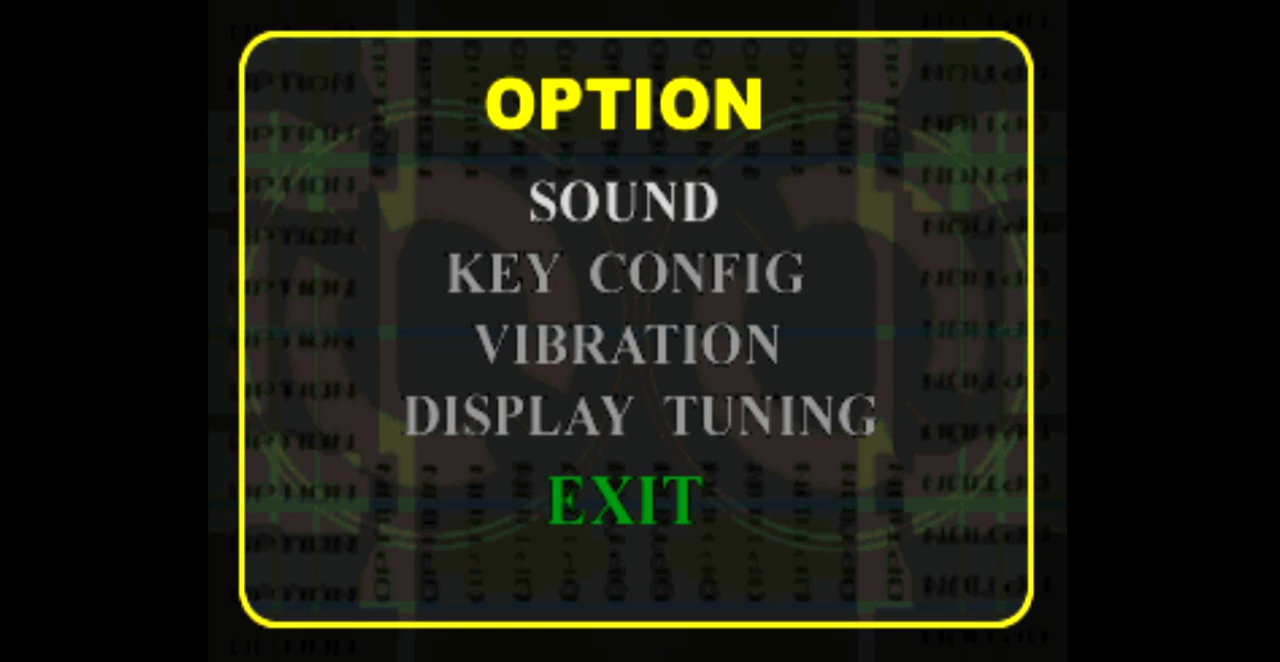 OPTION
SOUND
KEY CONFIG
VIBRATION
DISPLAY TUNING
EXIT